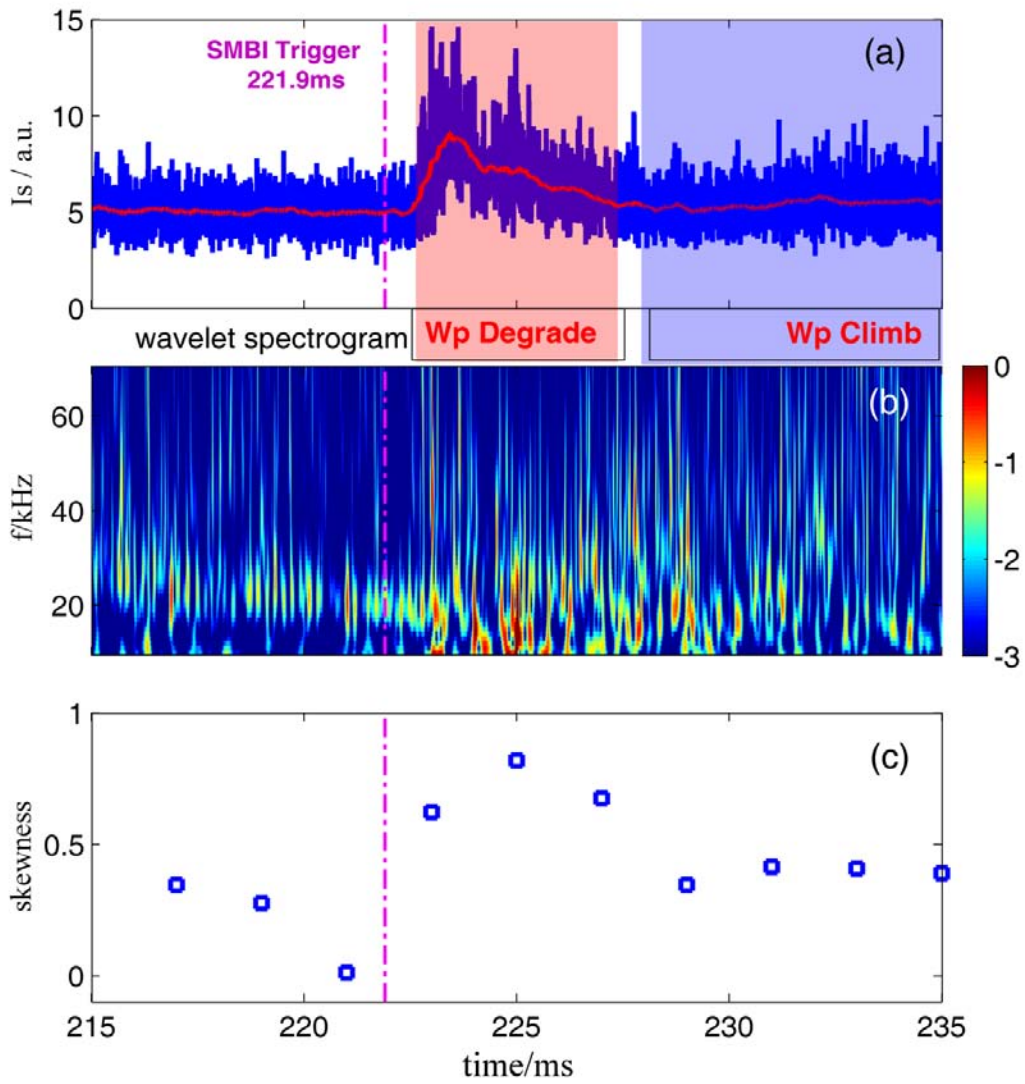 15
10
5
0
Is / a.u.
SMBI Trigger
221.9ms
(a)
wavelet spectrogram
Wp Degrade
Wp Climb
60
40
20
f/kHz
(b)
0
-1
-2
-3
1
0.5
0
skewness
(c)
215
220
225
230
235
time/ms